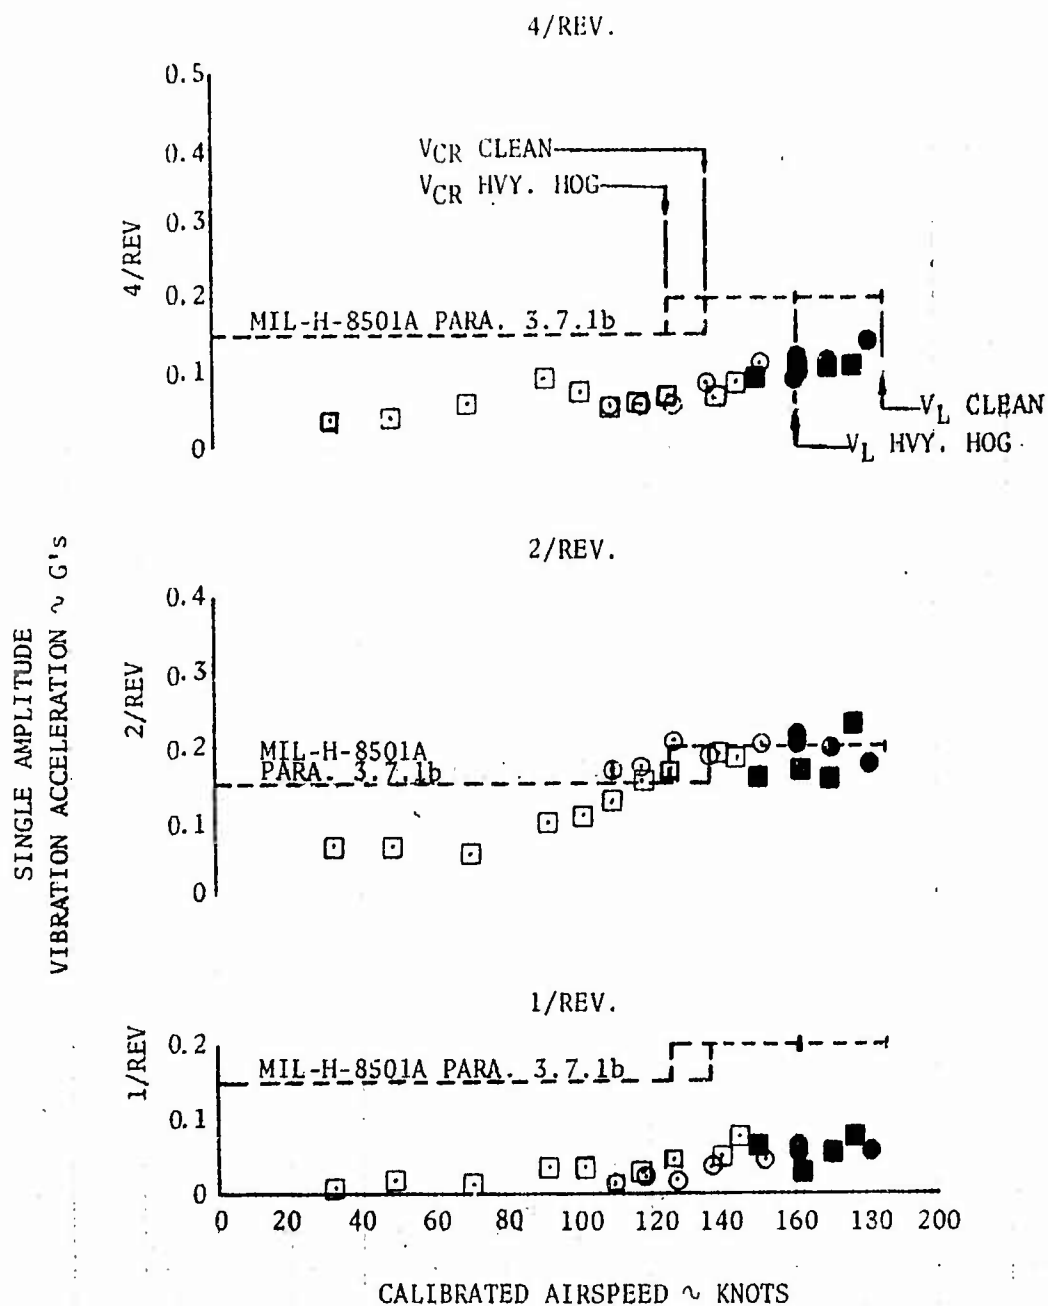 4/REV.
0.5
0.4
0.3
0.2
0.1
0
4/REV
V_CR CLEAN
V_CR HVY. HOG
MIL-H-8501A PARA. 3.7.1b
V_L CLEAN
V_L HVY. HOG
SINGLE AMPLITUDE
VIBRATION ACCELERATION ~ G's
2/REV.
0.4
0.3
0.2
0.1
0
2/REV
MIL-H-8501A
PARA. 3.7.1b
1/REV.
0.2
0.1
0
1/REV
MIL-H-8501A PARA. 3.7.1b
0 20 40 60 80 100 120 140 160 130 200
CALIBRATED AIRSPEED ~ KNOTS